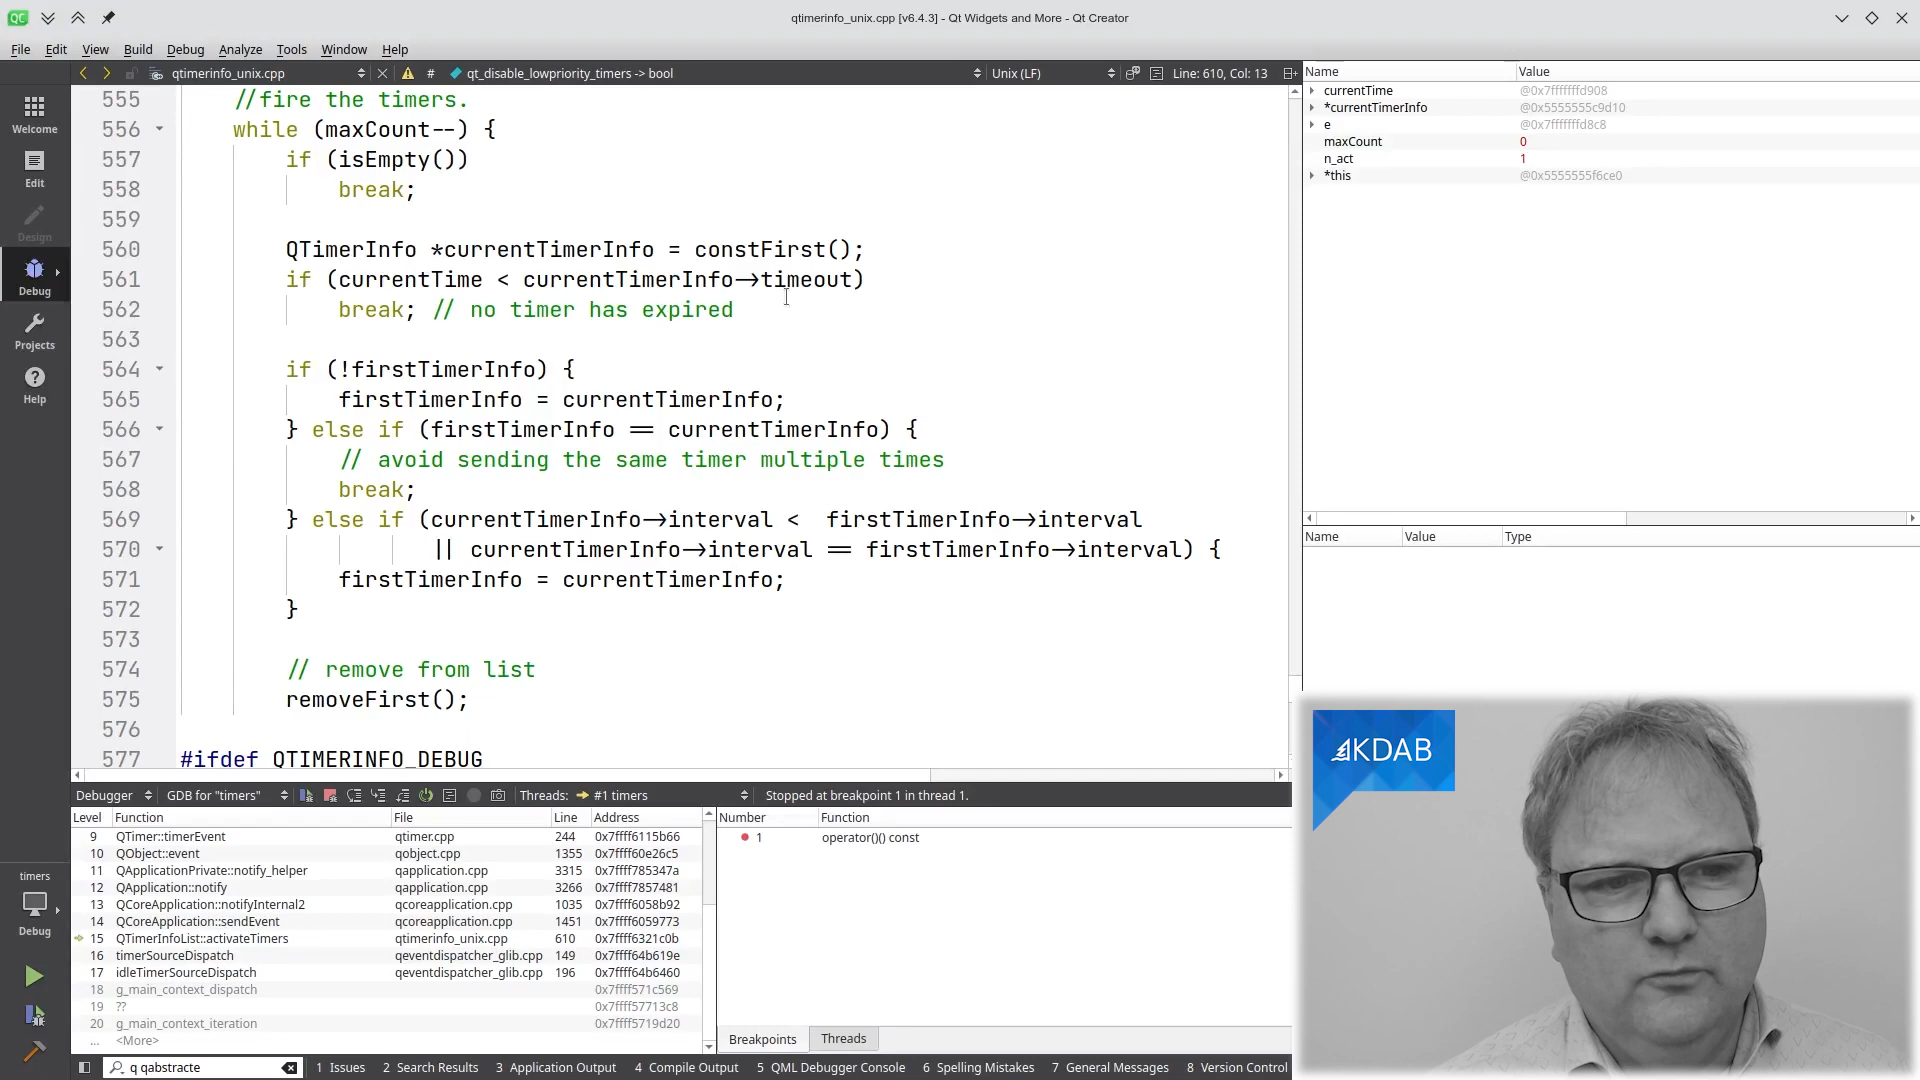 qtimerinfo_unix.cpp [v6.4.3] - Qt Widgets and More - Qt Creator
File Edit View Build Debug Analyze Tools Window Help
qtimerinfo_unix.cpp # qt_disable_lowpriority_timers -> bool Unix (LF) Line: 610, Col: 13
Welcome
Edit
Design
Debug
Projects
Help
555 //fire the timers.
556 while (maxCount--) {
557 if (isEmpty())
558 break;
559
560 QTimerInfo *currentTimerInfo = constFirst();
561 if (currentTime < currentTimerInfo->timeout)
562 break; // no timer has expired
563
564 if (!firstTimerInfo) {
565 firstTimerInfo = currentTimerInfo;
566 } else if (firstTimerInfo == currentTimerInfo) {
567 // avoid sending the same timer multiple times
568 break;
569 } else if (currentTimerInfo->interval < firstTimerInfo->interval
570 || currentTimerInfo->interval == firstTimerInfo->interval) {
571 firstTimerInfo = currentTimerInfo;
572 }
573
574 // remove from list
575 removeFirst();
576
577 #ifdef QTIMERINFO_DEBUG
Name Value
currentTime @0x7fffffffd908
*currentTimerInfo @0x5555555c9d10
e @0x7fffffffd8c8
maxCount 0
n_act 1
*this @0x5555555f6ce0
Name Value Type
Debugger GDB for "timers" Threads: #1 timers Stopped at breakpoint 1 in thread 1.
Level Function File Line Address
9 QTimer::timerEvent qtimer.cpp 244 0x7ffff6115b66
10 QObject::event qobject.cpp 1355 0x7ffff60e26c5
11 QApplicationPrivate::notify_helper qapplication.cpp 3315 0x7ffff785347a
12 QApplication::notify qapplication.cpp 3266 0x7ffff7857481
13 QCoreApplication::notifyInternal2 qcoreapplication.cpp 1035 0x7ffff6058b92
14 QCoreApplication::sendEvent qcoreapplication.cpp 1451 0x7ffff6059773
15 QTimerInfoList::activateTimers qtimerinfo_unix.cpp 610 0x7ffff6321c0b
16 timerSourceDispatch qeventdispatcher_glib.cpp 149 0x7ffff64b619e
17 idleTimerSourceDispatch qeventdispatcher_glib.cpp 196 0x7ffff64b6460
18 g_main_context_dispatch 0x7ffff571c569
19 ?? 0x7ffff57713c8
20 g_main_context_iteration 0x7ffff5719d20
... <More>
Number Function
1 operator()() const
Breakpoints Threads
timers
Debug
q qabstracte 1 Issues 2 Search Results 3 Application Output 4 Compile Output 5 QML Debugger Console 6 Spelling Mistakes 7 General Messages 8 Version Control
KDAB
QC